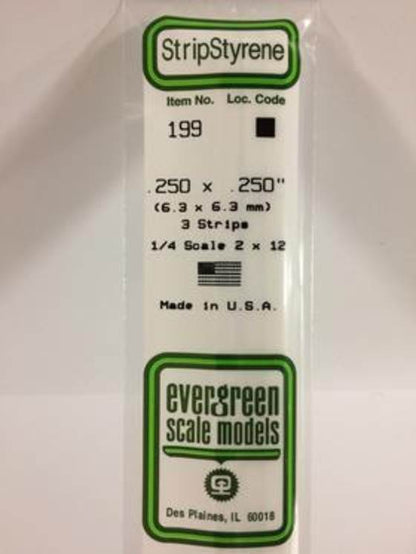 StripStyrene
Item No. Loc. Code
199
.250 x .250"
(6.3 x 6.3 mm)
3 Strips
1/4 Scale 2 x 12
Made in U.S.A.
evergreen
scale models
Des Plaines, IL 60018